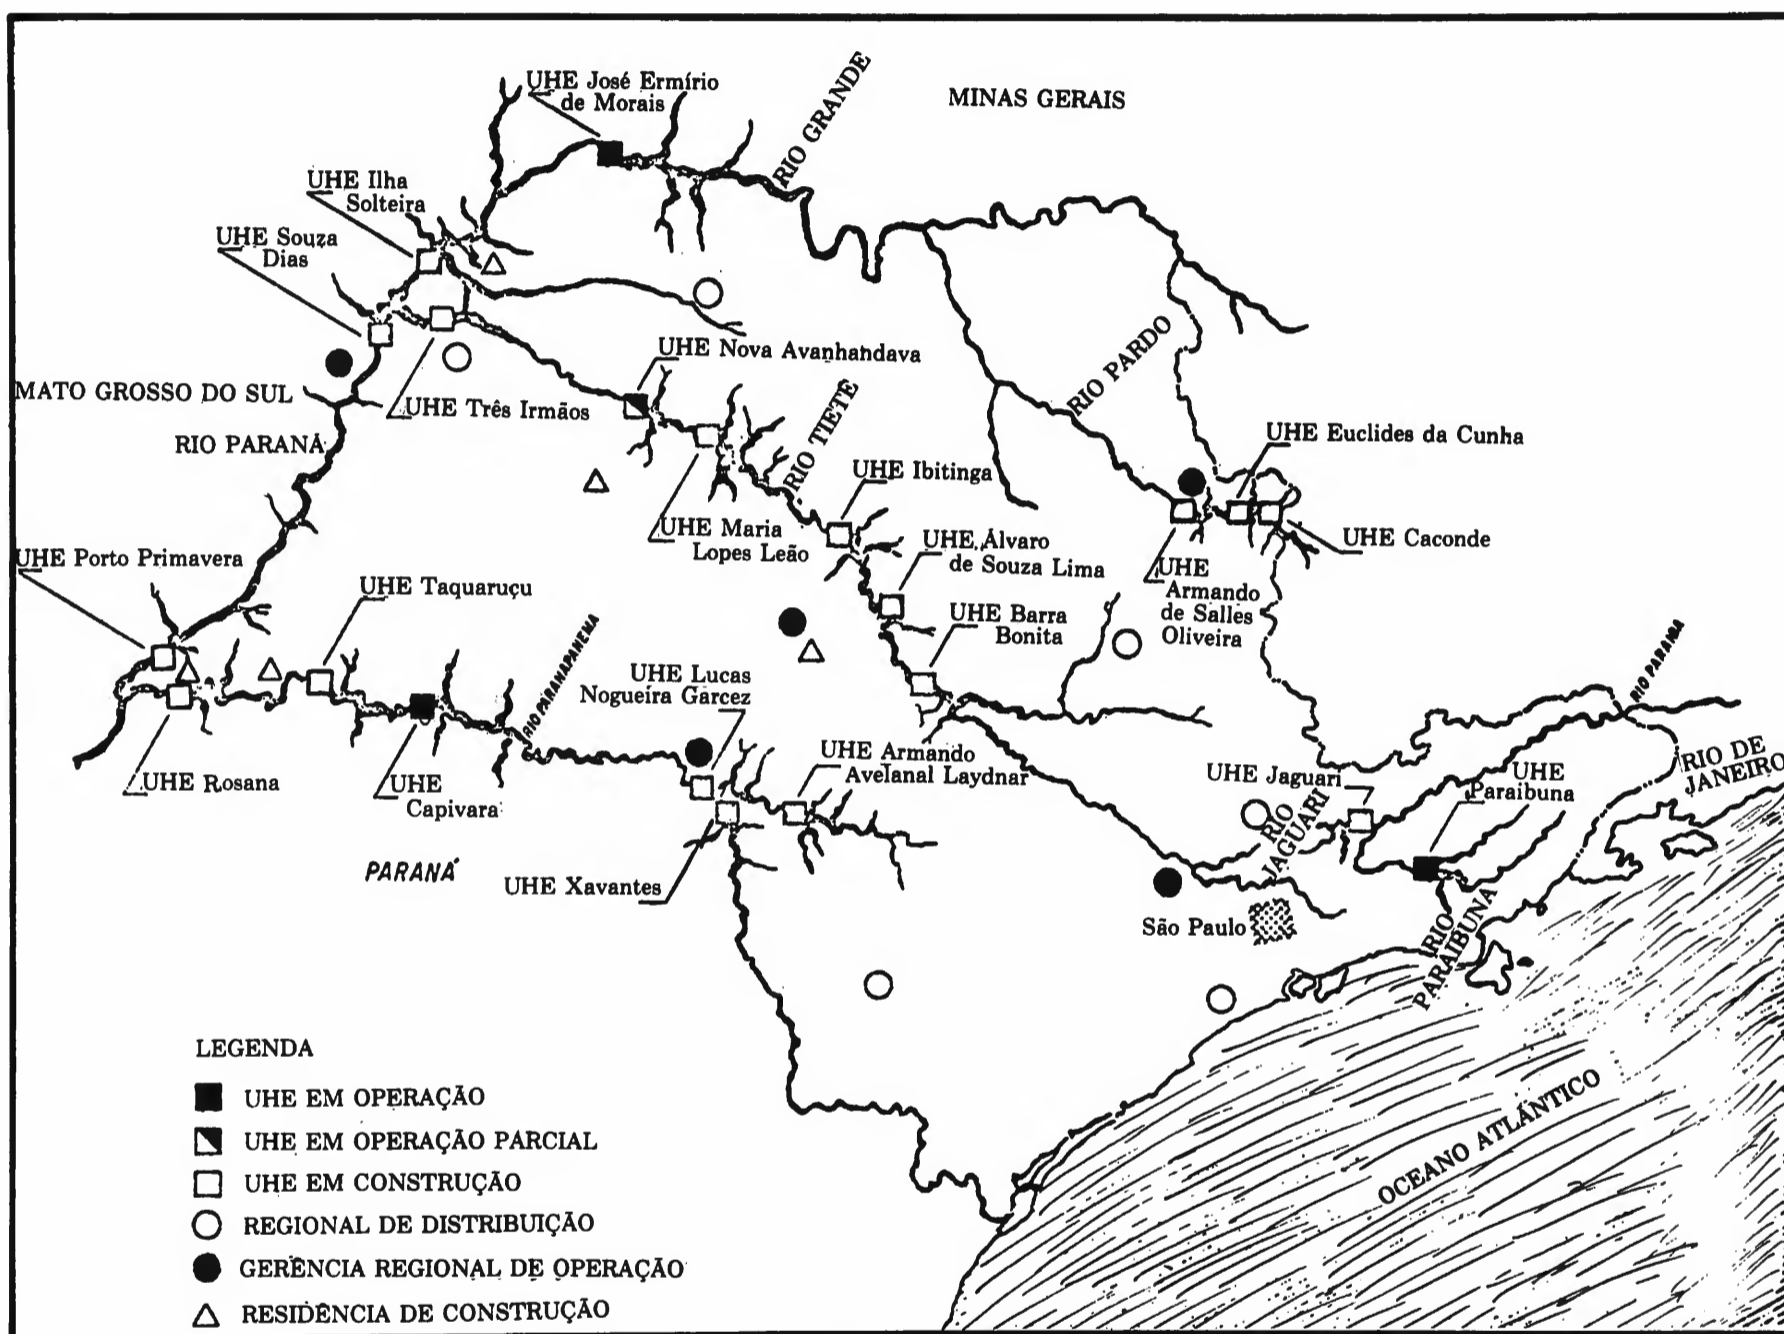 UHE José Ermírio
de Morais
RIO GRANDE
MINAS GERAIS
UHE Ilha
Solteira
UHE Souza
Dias
UHE Nova Avanhandava
MATO GROSSO DO SUL
UHE Três Irmãos
RIO PARANÁ
RIO TIETE
RIO PARDO
UHE Euclides da Cunha
UHE Ibitinga
UHE Maria
Lopes Leão
UHE Caconde
UHE Álvaro
de Souza Lima
UHE
Armando
de Salles
Oliveira
UHE Porto Primavera
UHE Taquaruçu
UHE Barra
Bonita
RIO PARANAPANEMA
UHE Lucas
Nogueira Garcez
RIO PARAIBA
UHE Rosana
UHE
Capivara
UHE Armando
Avelanal Laydnar
UHE Jaguari
UHE
Paraibuna
RIO DE
JANEIRO
RIO
JAGUARI
PARANÁ
UHE Xavantes
São Paulo
RIO
PARAIBUNA
OCEANO ATLÁNTICO
LEGENDA
UHE EM OPERAÇÃO
UHE EM OPERAÇÃO PARCIAL
UHE EM CONSTRUÇÃO
REGIONAL DE DISTRIBUIÇÃO
GERÊNCIA REGIONAL DE OPERAÇÃO
RESIDÊNCIA DE CONSTRUÇÃO